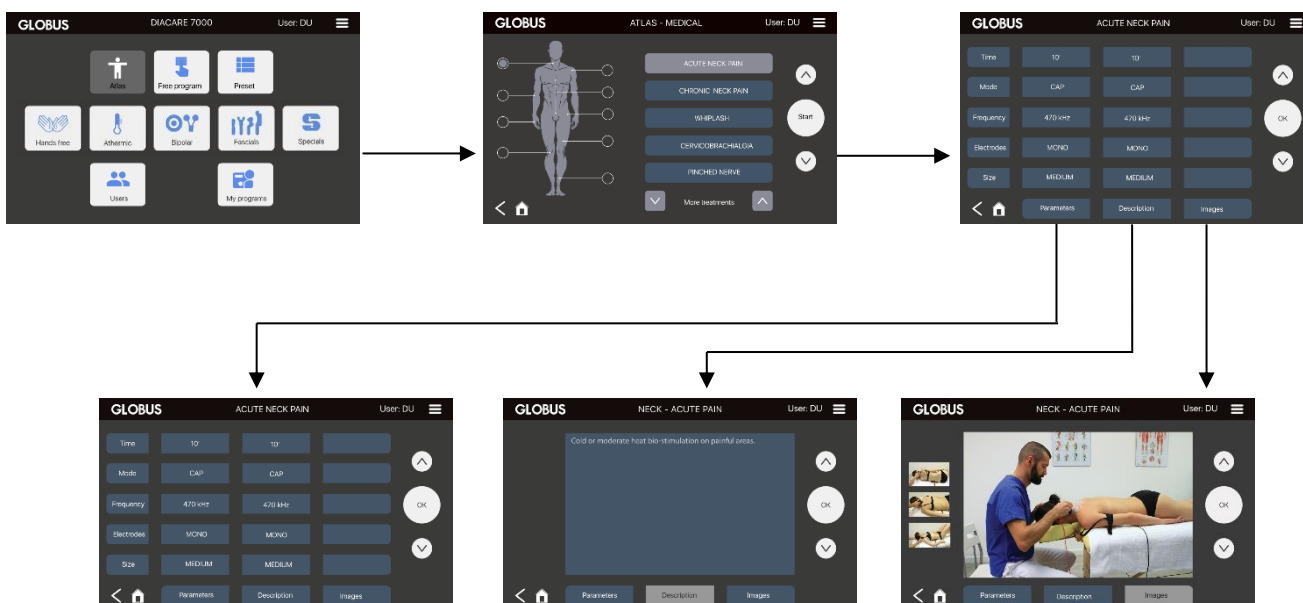 GLOBUS DIACARE 7000 User: DU
Atlas Free program Preset
Hands free Athermic Bipolar Fascials Specials
Users My programs
GLOBUS ATLAS - MEDICAL User: DU
ACUTE NECK PAIN
CHRONIC NECK PAIN
WHIPLASH
Start
CERVICOBRACHIALGIA
PINCHED NERVE
More treatments
GLOBUS ACUTE NECK PAIN User: DU
Time 10' 10'
Mode CAP CAP
Frequency 470 kHz 470 kHz OK
Electrodes MONO MONO
Size MEDIUM MEDIUM
Parameters Description Images
GLOBUS ACUTE NECK PAIN User: DU
Time 10' 10'
Mode CAP CAP
Frequency 470 kHz 470 kHz OK
Electrodes MONO MONO
Size MEDIUM MEDIUM
Parameters Description Images
GLOBUS NECK - ACUTE PAIN User: DU
Cold or moderate heat bio-stimulation on painful areas.
OK
Parameters Description Images
GLOBUS NECK - ACUTE PAIN User: DU
OK
Parameters Description Images